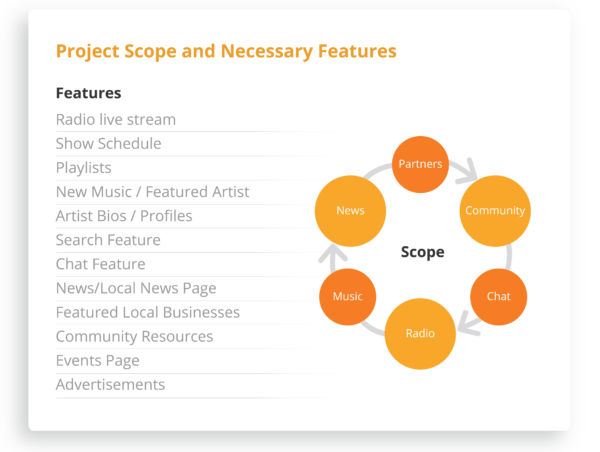 Project Scope and Necessary Features
Features
Radio live stream
Show Schedule
Playlists
New Music / Featured Artist
Artist Bios / Profiles
Search Feature
Chat Feature
News/Local News Page
Featured Local Businesses
Community Resources
Events Page
Advertisements
Partners
News
Community
Scope
Music
Chat
Radio